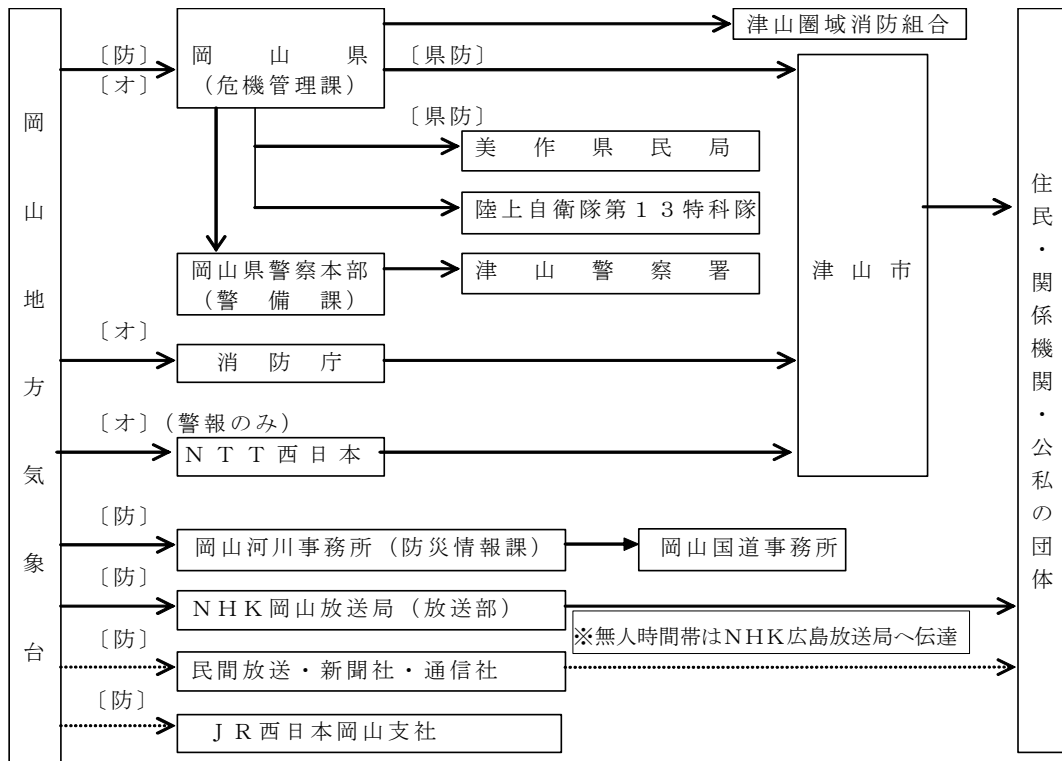 岡山地方気象台
〔防〕
〔オ〕
岡山県
(危機管理課)
津山圏域消防組合
〔県防〕
〔県防〕
美作県民局
陸上自衛隊第13特科隊
岡山県警察本部
(警備課)
津山警察署
津山市
住民・関係機関・公私の団体
〔オ〕
消防庁
〔オ〕(警報のみ)
NTT西日本
〔防〕
岡山河川事務所(防災情報課)
岡山国道事務所
〔防〕
NHK岡山放送局(放送部)
※無人時間帯はNHK広島放送局へ伝達
〔防〕
民間放送・新聞社・通信社
〔防〕
JR西日本岡山支社